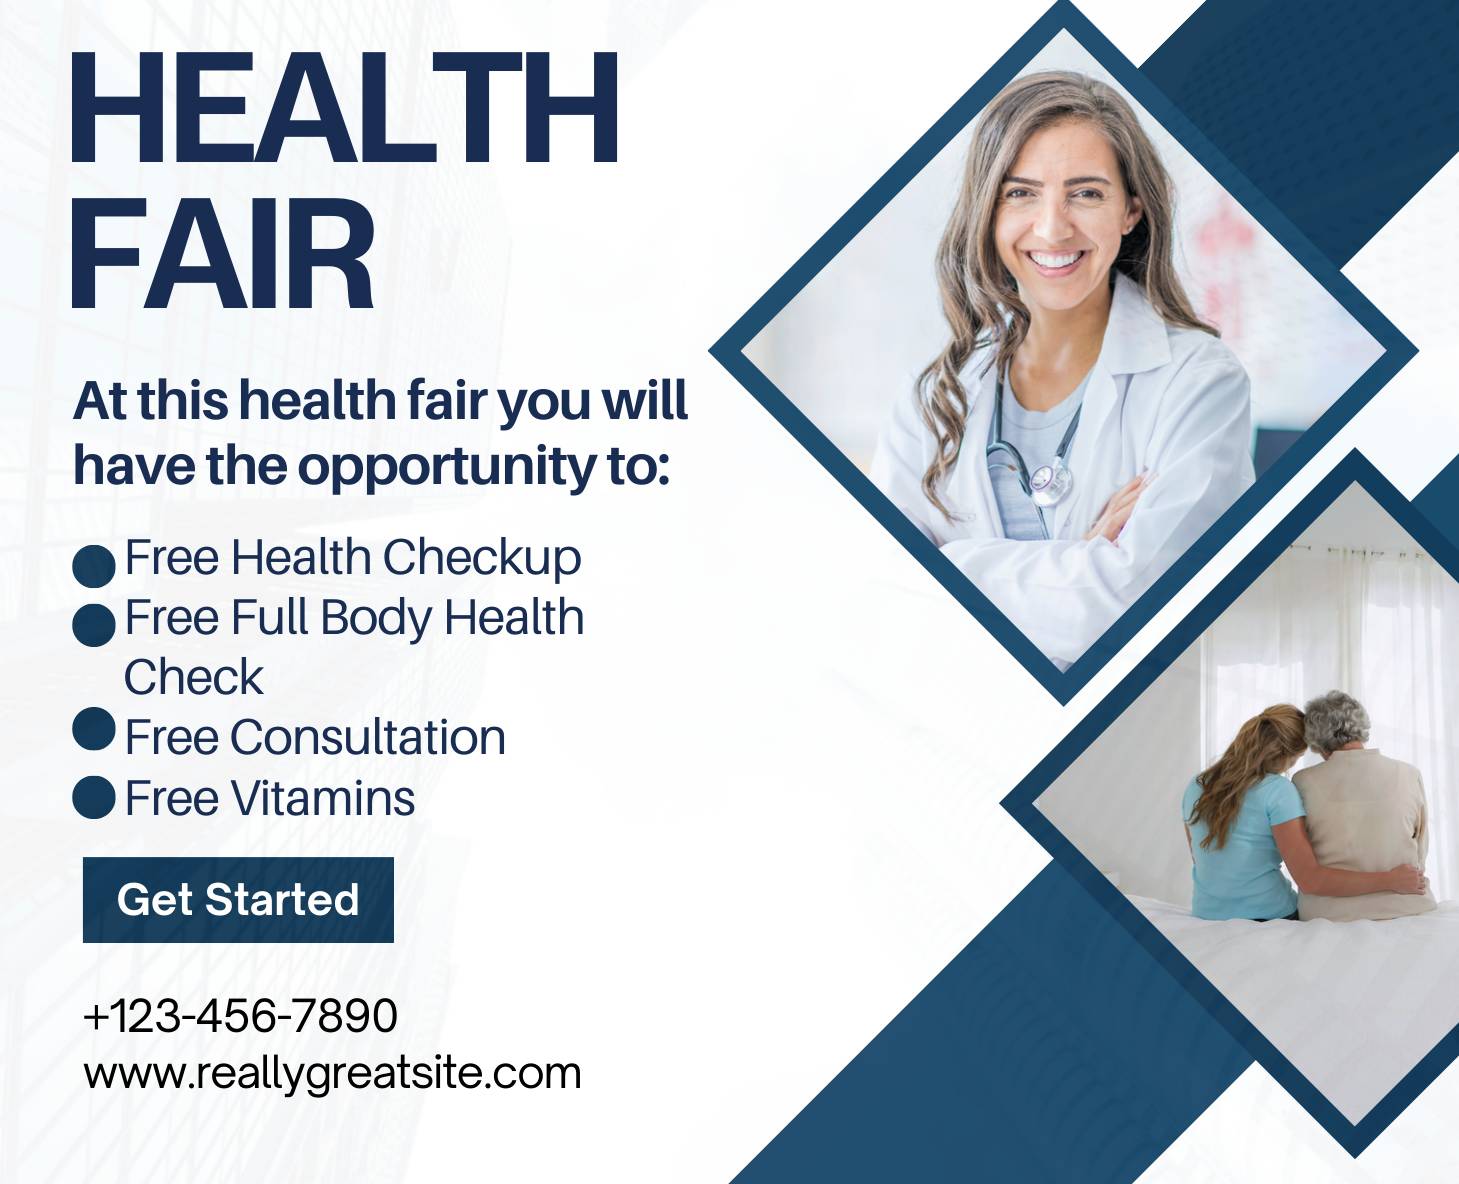 HEALTH
FAIR
At this health fair you will
have the opportunity to:
Free Health Checkup
Free Full Body Health
Check
Free Consultation
Free Vitamins
Get Started
+123-456-7890
www.reallygreatsite.com